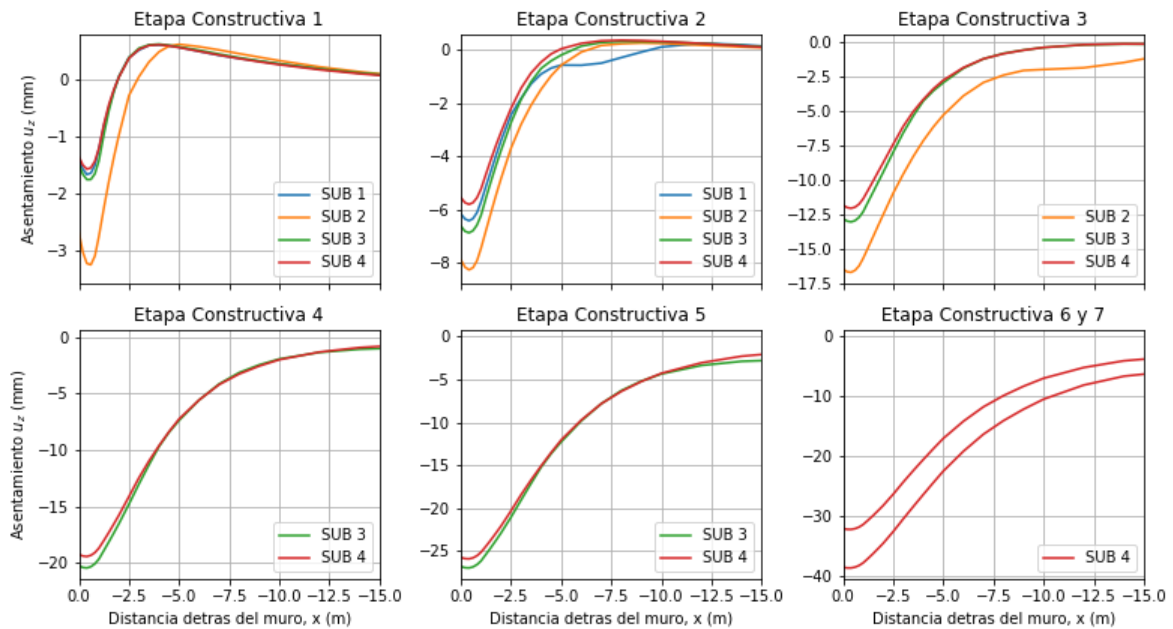 Etapa Constructiva 1
Etapa Constructiva 2
Etapa Constructiva 3
Asentamiento u_z (mm)
0
−1
−2
−3
SUB 1
SUB 2
SUB 3
SUB 4
0
−2
−4
−6
−8
SUB 1
SUB 2
SUB 3
SUB 4
0.0
−2.5
−5.0
−7.5
−10.0
−12.5
−15.0
−17.5
SUB 2
SUB 3
SUB 4
Etapa Constructiva 4
Etapa Constructiva 5
Etapa Constructiva 6 y 7
Asentamiento u_z (mm)
0
−5
−10
−15
−20
SUB 3
SUB 4
0.0 −2.5 −5.0 −7.5 −10.0 −12.5 −15.0
Distancia detras del muro, x (m)
0
−5
−10
−15
−20
−25
SUB 3
SUB 4
0.0 −2.5 −5.0 −7.5 −10.0 −12.5 −15.0
Distancia detras del muro, x (m)
0
−10
−20
−30
−40
SUB 4
0.0 −2.5 −5.0 −7.5 −10.0 −12.5 −15.0
Distancia detras del muro, x (m)